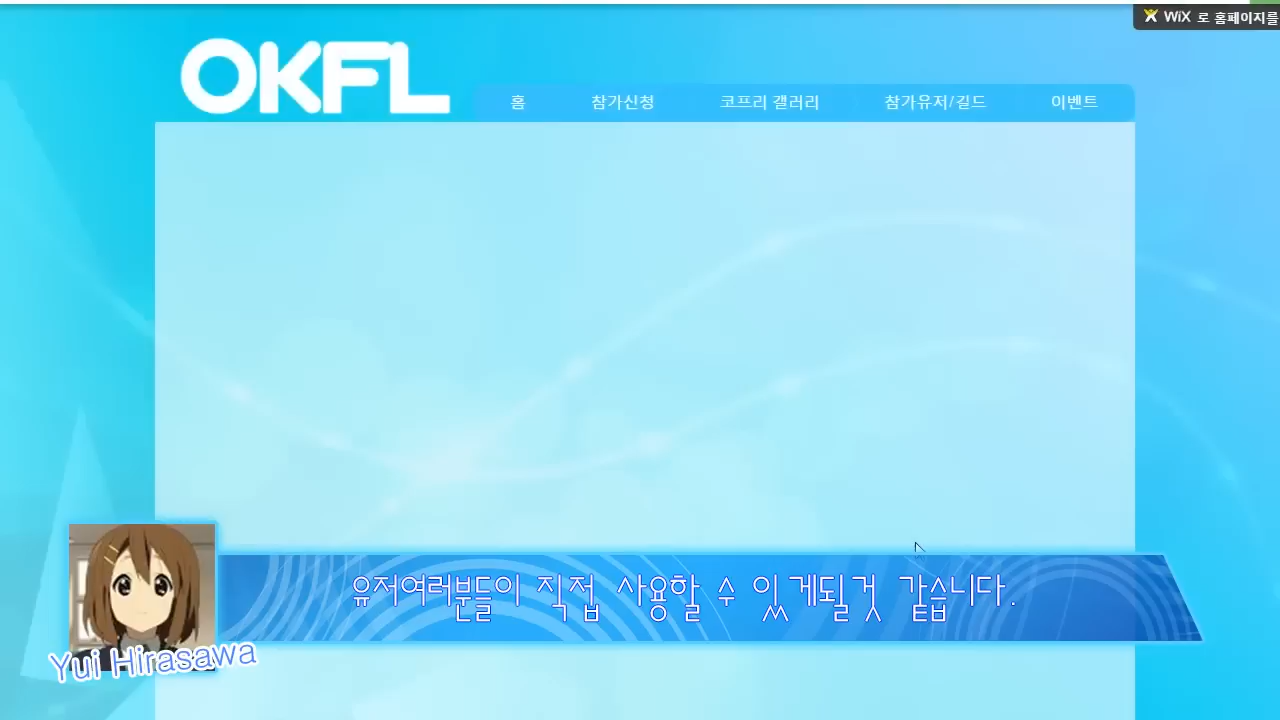 WiX 로 홈페이지를
OKFL
홈 참가신청 코프리 갤러리 참가유저/길드 이벤트
유저여러분들이 직접 사용할 수 있게될것 같습니다.
Yui Hirasawa